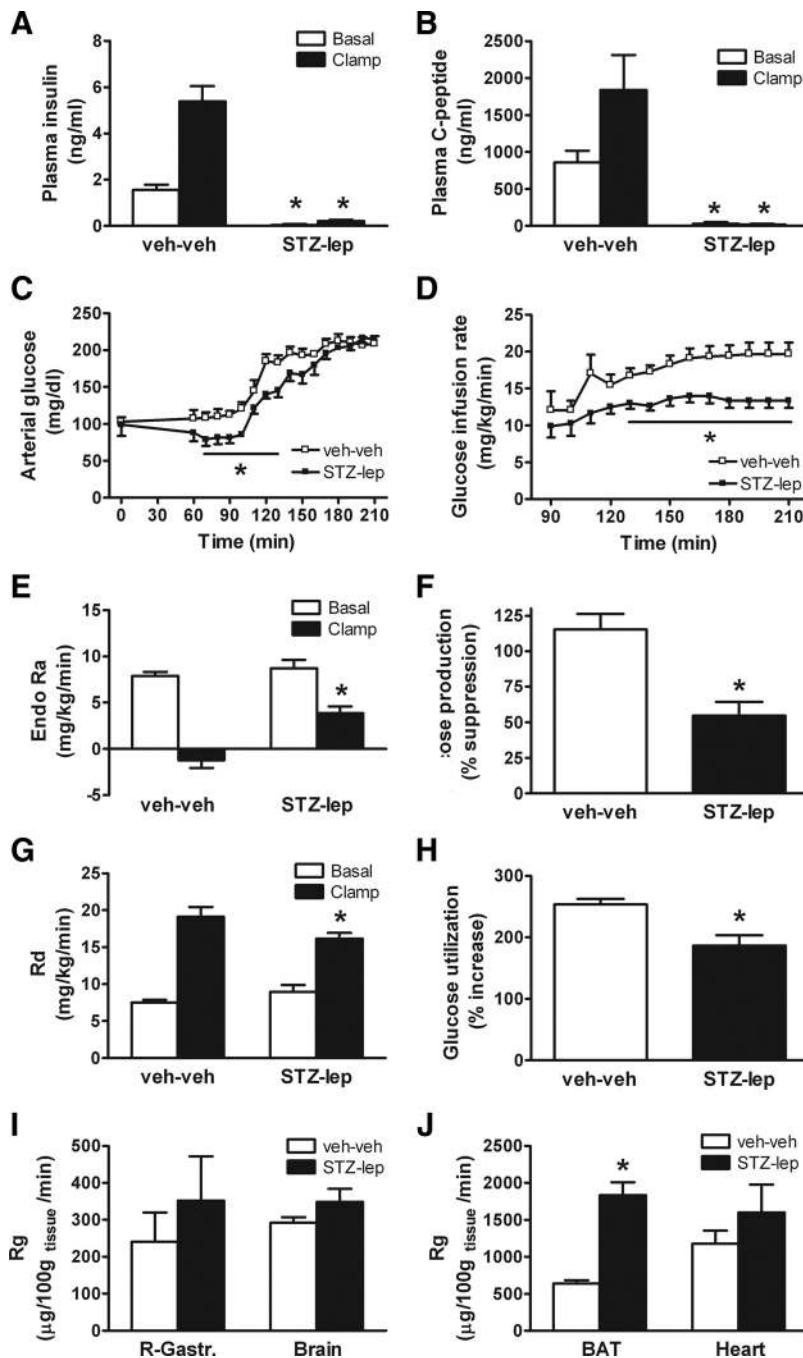 A
Plasma insulin
(ng/ml)
8
6
4
2
0
Basal
Clamp
*
*
veh-veh
STZ-lep
B
Plasma C-peptide
(ng/ml)
2500
2000
1500
1000
500
0
Basal
Clamp
*
*
veh-veh
STZ-lep
C
Arterial glucose
(mg/dl)
250
200
150
100
50
0
veh-veh
STZ-lep
*
0 30 60 90 120 150 180 210
Time (min)
D
Glucose infusion rate
(mg/kg/min)
25
20
15
10
5
0
*
veh-veh
STZ-lep
90 120 150 180 210
Time (min)
E
Endo Ra
(mg/kg/min)
15
10
5
0
-5
Basal
Clamp
*
veh-veh
STZ-lep
F
ose production
(% suppression)
125
100
75
50
25
0
*
veh-veh
STZ-lep
G
Rd
(mg/kg/min)
25
20
15
10
5
0
Basal
Clamp
*
veh-veh
STZ-lep
H
Glucose utilization
(% increase)
300
200
100
0
*
veh-veh
STZ-lep
I
Rg
(µg/100g tissue /min)
500
400
300
200
100
0
veh-veh
STZ-lep
R-Gastr.
Brain
J
Rg
(µg/100g tissue /min)
2500
2000
1500
1000
500
0
veh-veh
STZ-lep
*
BAT
Heart